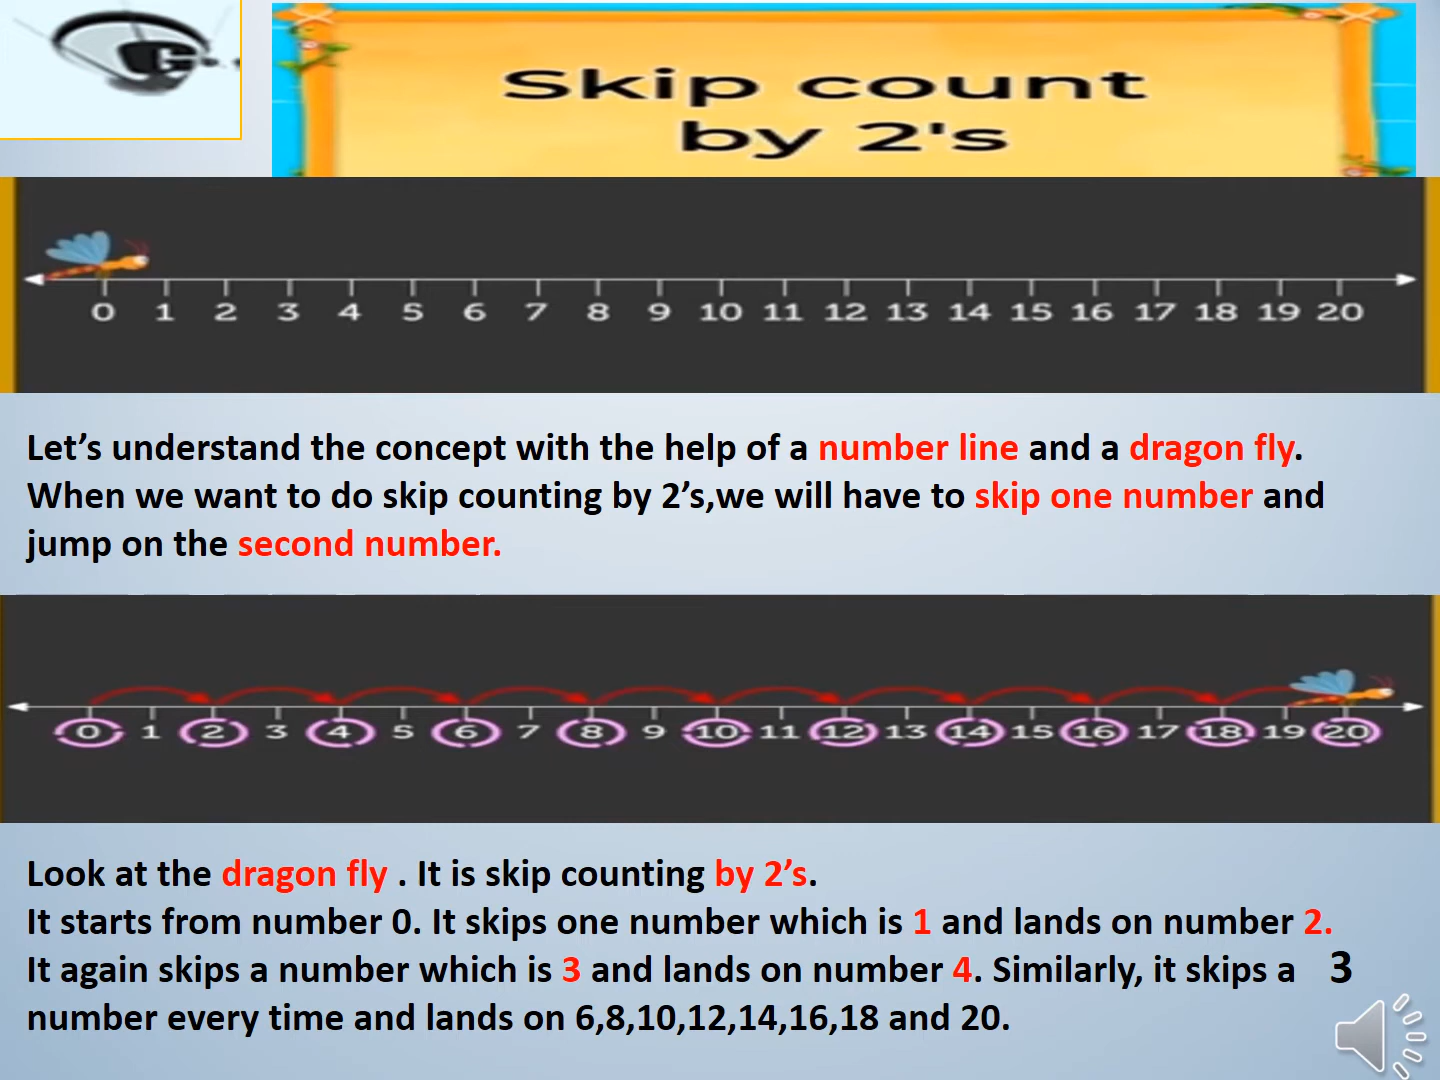 Skip count
by 2's
0 1 2 3 4 5 6 7 8 9 10 11 12 13 14 15 16 17 18 19 20
Let’s understand the concept with the help of a number line and a dragon fly.
When we want to do skip counting by 2’s,we will have to skip one number and
jump on the second number.
0 1 2 3 4 5 6 7 8 9 10 11 12 13 14 15 16 17 18 19 20
Look at the dragon fly . It is skip counting by 2’s.
It starts from number 0. It skips one number which is 1 and lands on number 2.
It again skips a number which is 3 and lands on number 4. Similarly, it skips a
3
number every time and lands on 6,8,10,12,14,16,18 and 20.